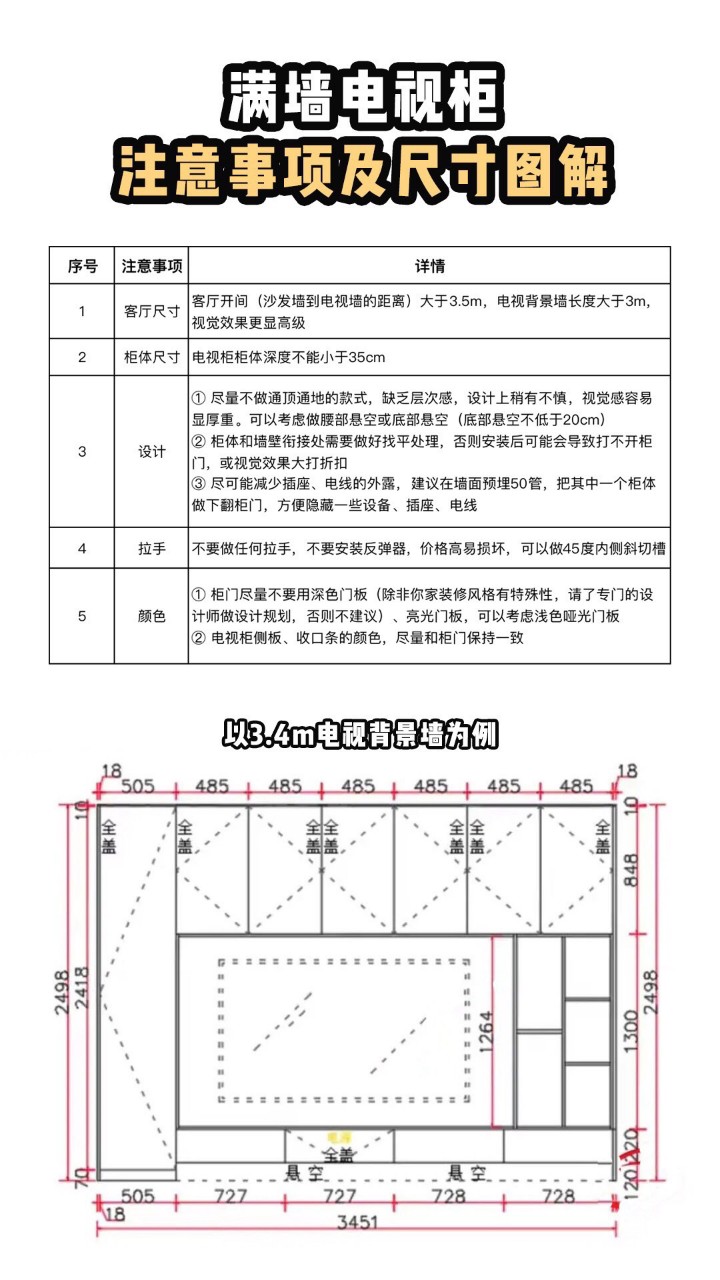 满墙电视柜
注意事项及尺寸图解
序号 注意事项 详情
1 客厅尺寸 客厅开间（沙发墙到电视墙的距离）大于3.5m，电视背景墙长度大于3m，
视觉效果更显高级
2 柜体尺寸 电视柜柜体深度不能小于35cm
3 设计 ① 尽量不做通顶通地的款式，缺乏层次感，设计上稍有不慎，视觉感容易
显厚重。可以考虑做腰部悬空或底部悬空（底部悬空不低于20cm）
② 柜体和墙壁衔接处需要做好找平处理，否则安装后可能会导致打不开柜
门，或视觉效果大打折扣
③ 尽可能减少插座、电线的外露，建议在墙面预埋50管，把其中一个柜体
做下翻柜门，方便隐藏一些设备、插座、电线
4 拉手 不要做任何拉手，不要安装反弹器，价格高易损坏，可以做45度内侧斜切槽
5 颜色 ① 柜门尽量不要用深色门板（除非你家装修风格有特殊性，请了专门的设
计师做设计规划，否则不建议）、亮光门板，可以考虑浅色哑光门板
② 电视柜侧板、收口条的颜色，尽量和柜门保持一致
以3.4m电视背景墙为例
18 18
505 485 485 485 485 485 485
10 10
全盖 全盖 全盖 全盖 全盖 全盖 全盖
848
2498 2418 1264 1300 2498
电源
全盖
220
悬空 悬空
70 120
505 727 727 728 728
18
3451